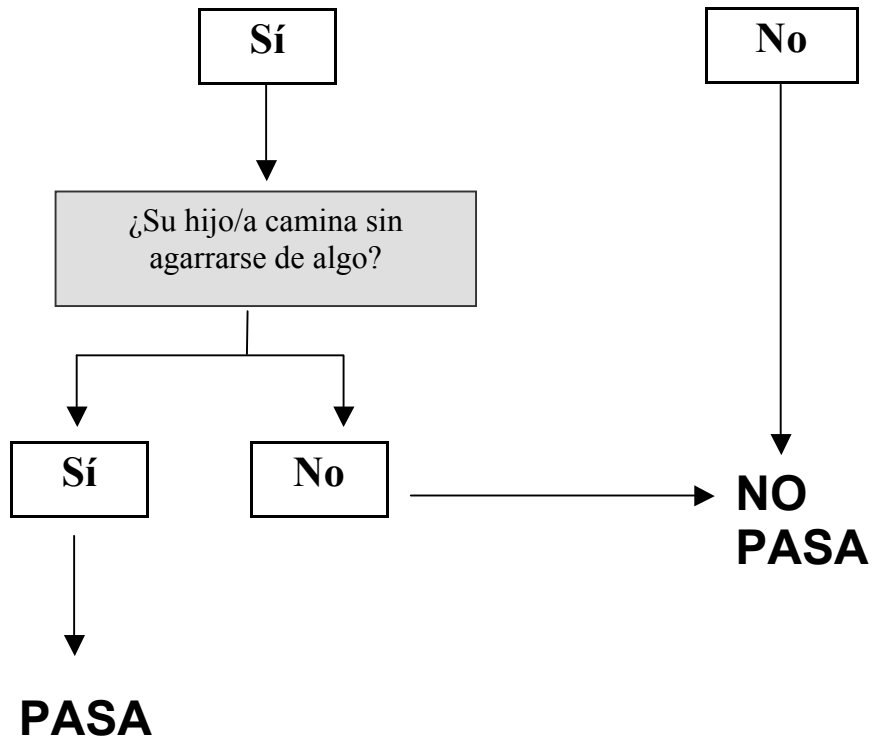 Sí
No
¿Su hijo/a camina sin
agarrarse de algo?
Sí
No
NO
PASA
PASA